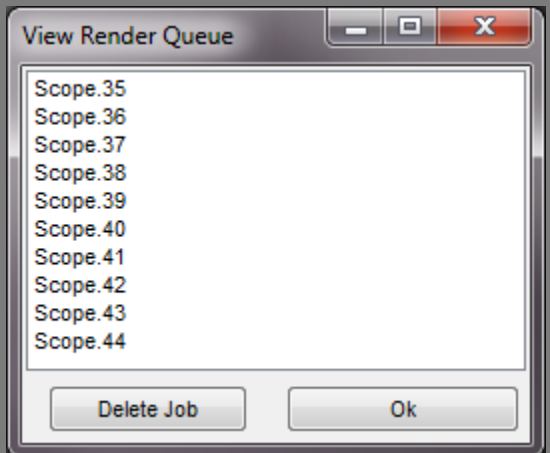 View Render Queue
Scope.35
Scope.36
Scope.37
Scope.38
Scope.39
Scope.40
Scope.41
Scope.42
Scope.43
Scope.44
Delete Job
Ok